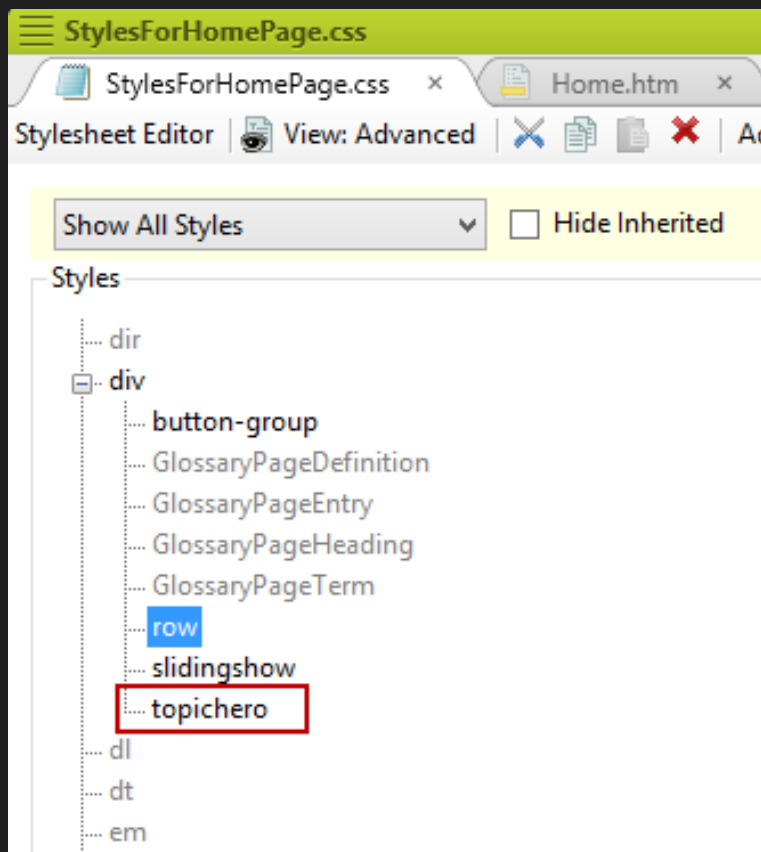 StylesForHomePage.css
StylesForHomePage.css × Home.htm ×
Stylesheet Editor View: Advanced
Show All Styles Hide Inherited
Styles
dir
div
button-group
GlossaryPageDefinition
GlossaryPageEntry
GlossaryPageHeading
GlossaryPageTerm
row
slidingshow
topichero
dl
dt
em